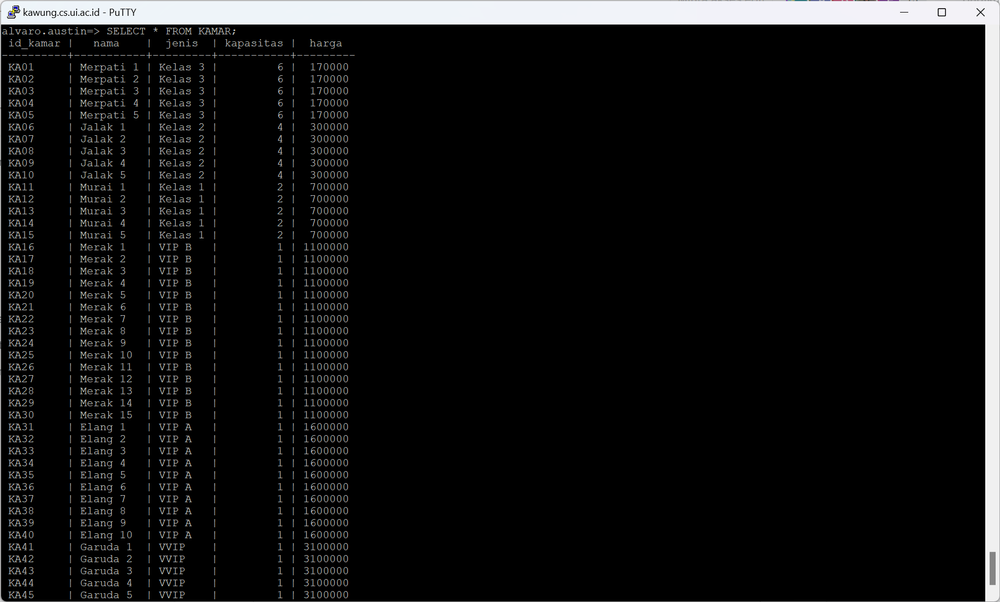 kawung.cs.ui.ac.id - PuTTY
alvaro.austin=> SELECT * FROM KAMAR;
 id_kamar |   nama    |  jenis  | kapasitas |  harga
----------+-----------+---------+-----------+---------
 KA01     | Merpati 1 | Kelas 3 |         6 |  170000
 KA02     | Merpati 2 | Kelas 3 |         6 |  170000
 KA03     | Merpati 3 | Kelas 3 |         6 |  170000
 KA04     | Merpati 4 | Kelas 3 |         6 |  170000
 KA05     | Merpati 5 | Kelas 3 |         6 |  170000
 KA06     | Jalak 1   | Kelas 2 |         4 |  300000
 KA07     | Jalak 2   | Kelas 2 |         4 |  300000
 KA08     | Jalak 3   | Kelas 2 |         4 |  300000
 KA09     | Jalak 4   | Kelas 2 |         4 |  300000
 KA10     | Jalak 5   | Kelas 2 |         4 |  300000
 KA11     | Murai 1   | Kelas 1 |         2 |  700000
 KA12     | Murai 2   | Kelas 1 |         2 |  700000
 KA13     | Murai 3   | Kelas 1 |         2 |  700000
 KA14     | Murai 4   | Kelas 1 |         2 |  700000
 KA15     | Murai 5   | Kelas 1 |         2 |  700000
 KA16     | Merak 1   | VIP B   |         1 | 1100000
 KA17     | Merak 2   | VIP B   |         1 | 1100000
 KA18     | Merak 3   | VIP B   |         1 | 1100000
 KA19     | Merak 4   | VIP B   |         1 | 1100000
 KA20     | Merak 5   | VIP B   |         1 | 1100000
 KA21     | Merak 6   | VIP B   |         1 | 1100000
 KA22     | Merak 7   | VIP B   |         1 | 1100000
 KA23     | Merak 8   | VIP B   |         1 | 1100000
 KA24     | Merak 9   | VIP B   |         1 | 1100000
 KA25     | Merak 10  | VIP B   |         1 | 1100000
 KA26     | Merak 11  | VIP B   |         1 | 1100000
 KA27     | Merak 12  | VIP B   |         1 | 1100000
 KA28     | Merak 13  | VIP B   |         1 | 1100000
 KA29     | Merak 14  | VIP B   |         1 | 1100000
 KA30     | Merak 15  | VIP B   |         1 | 1100000
 KA31     | Elang 1   | VIP A   |         1 | 1600000
 KA32     | Elang 2   | VIP A   |         1 | 1600000
 KA33     | Elang 3   | VIP A   |         1 | 1600000
 KA34     | Elang 4   | VIP A   |         1 | 1600000
 KA35     | Elang 5   | VIP A   |         1 | 1600000
 KA36     | Elang 6   | VIP A   |         1 | 1600000
 KA37     | Elang 7   | VIP A   |         1 | 1600000
 KA38     | Elang 8   | VIP A   |         1 | 1600000
 KA39     | Elang 9   | VIP A   |         1 | 1600000
 KA40     | Elang 10  | VIP A   |         1 | 1600000
 KA41     | Garuda 1  | VVIP    |         1 | 3100000
 KA42     | Garuda 2  | VVIP    |         1 | 3100000
 KA43     | Garuda 3  | VVIP    |         1 | 3100000
 KA44     | Garuda 4  | VVIP    |         1 | 3100000
 KA45     | Garuda 5  | VVIP    |         1 | 3100000